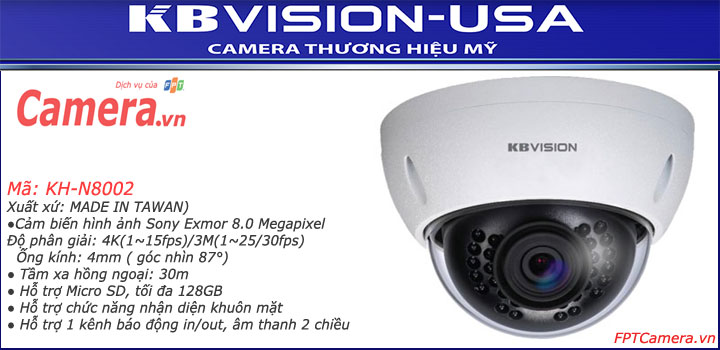 KBVISION-USA
CAMERA THƯƠNG HIỆU MỸ
Dịch vụ của FPT
Camera.vn
KBVISION
Mã: KH-N8002
Xuất xứ: MADE IN TAWAN)
●Cảm biến hình ảnh Sony Exmor 8.0 Megapixel
Độ phân giải: 4K(1~15fps)/3M(1~25/30fps)
Ống kính: 4mm ( góc nhìn 87°)
● Tầm xa hồng ngoại: 30m
● Hỗ trợ Micro SD, tối đa 128GB
● Hỗ trợ chức năng nhận diện khuôn mặt
● Hỗ trợ 1 kênh báo động in/out, âm thanh 2 chiều
FPTCamera.vn